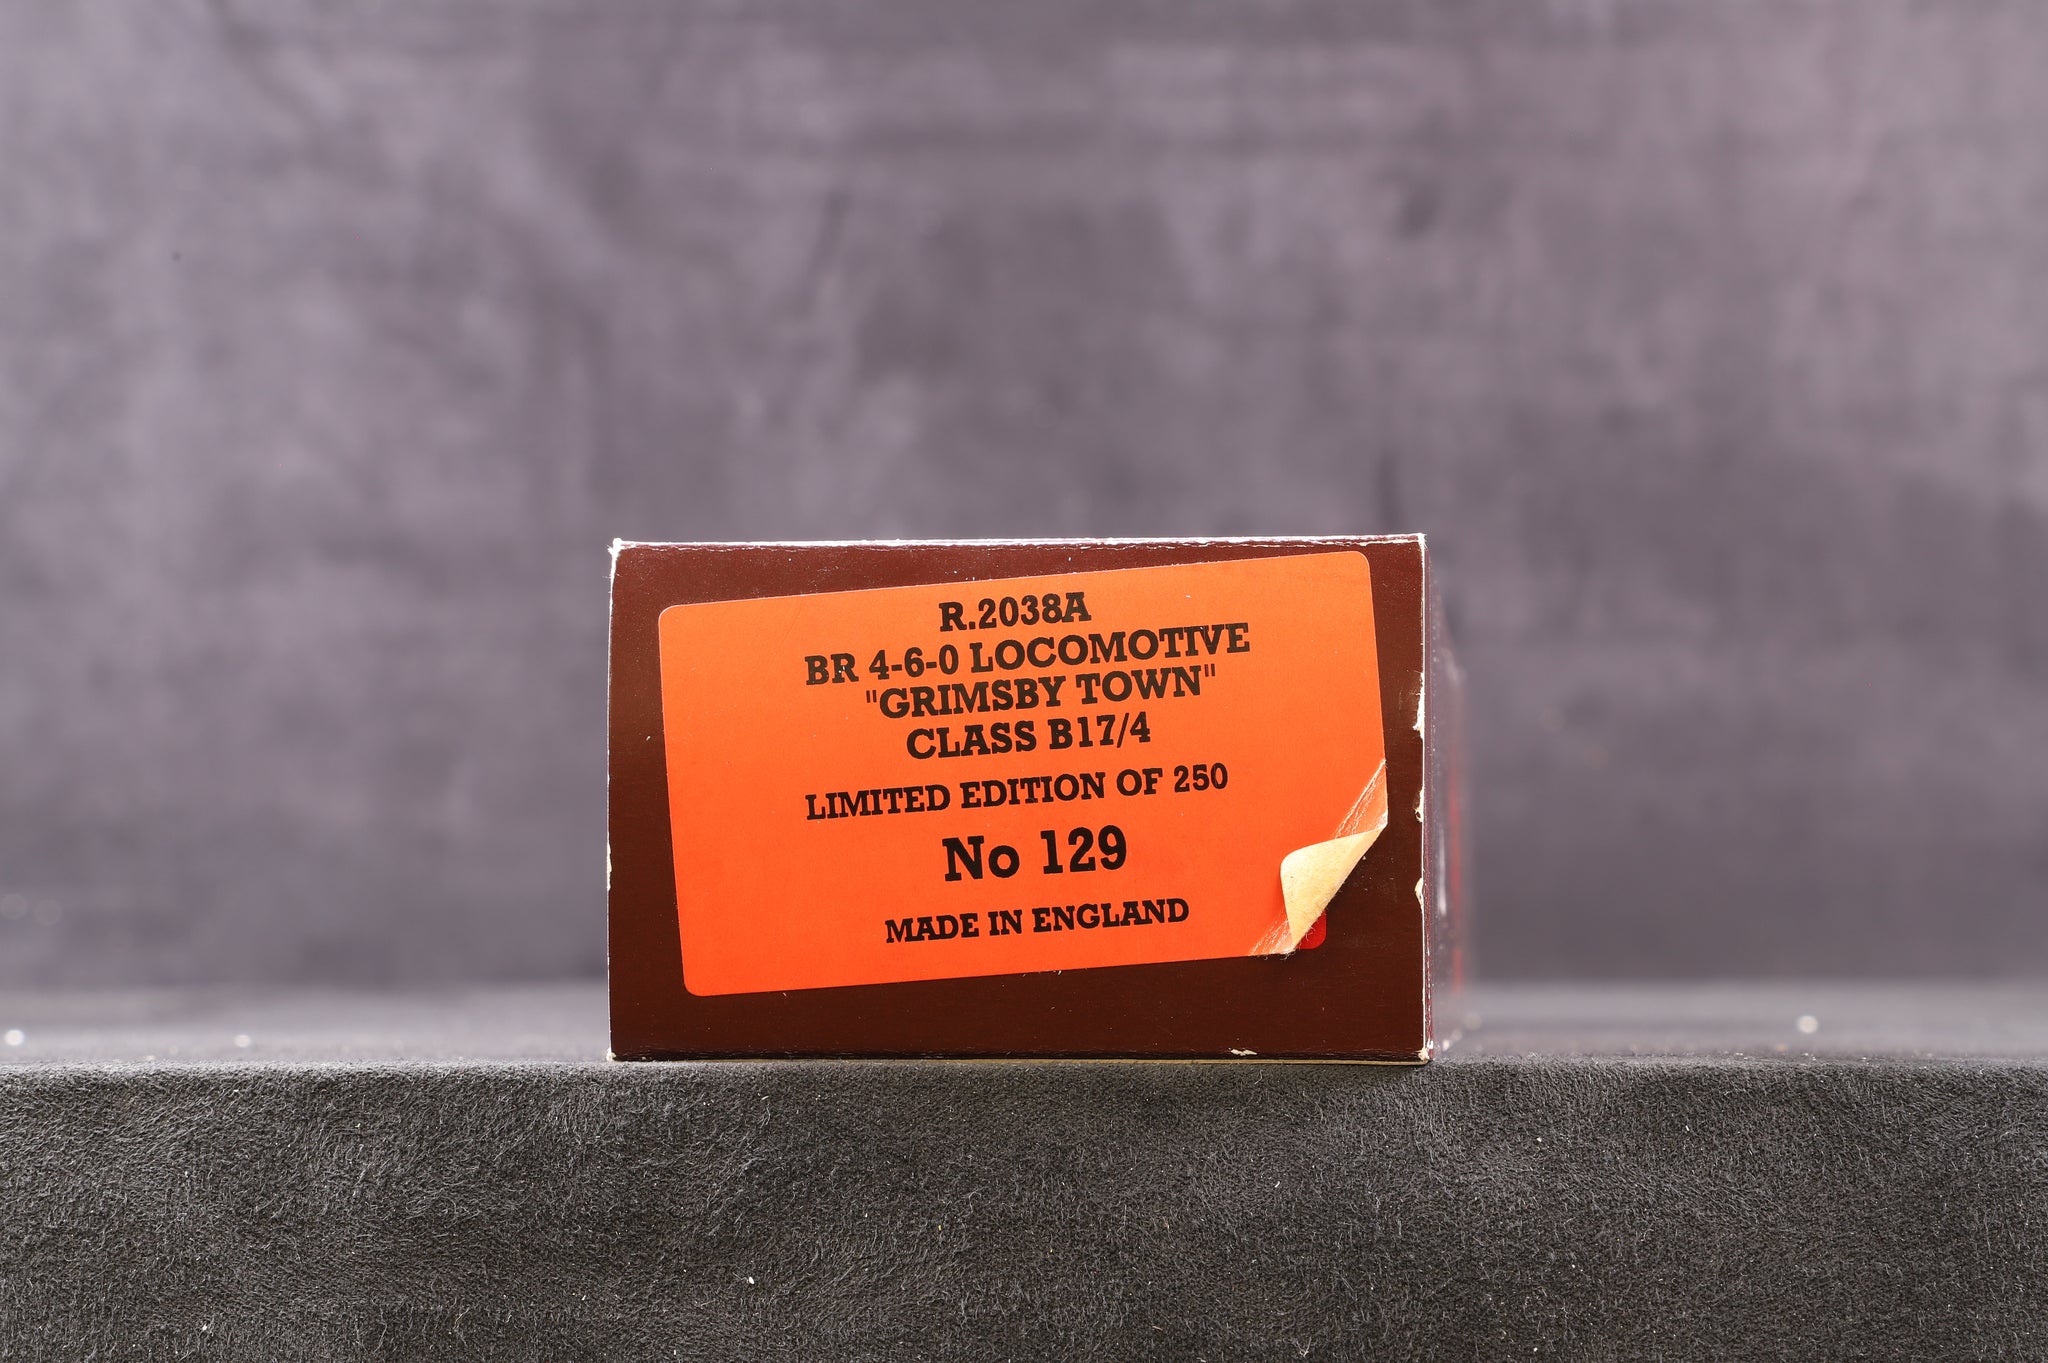 R.2038A
BR 4-6-0 LOCOMOTIVE
"GRIMSBY TOWN"
CLASS B17/4
LIMITED EDITION OF 250
No 129
MADE IN ENGLAND